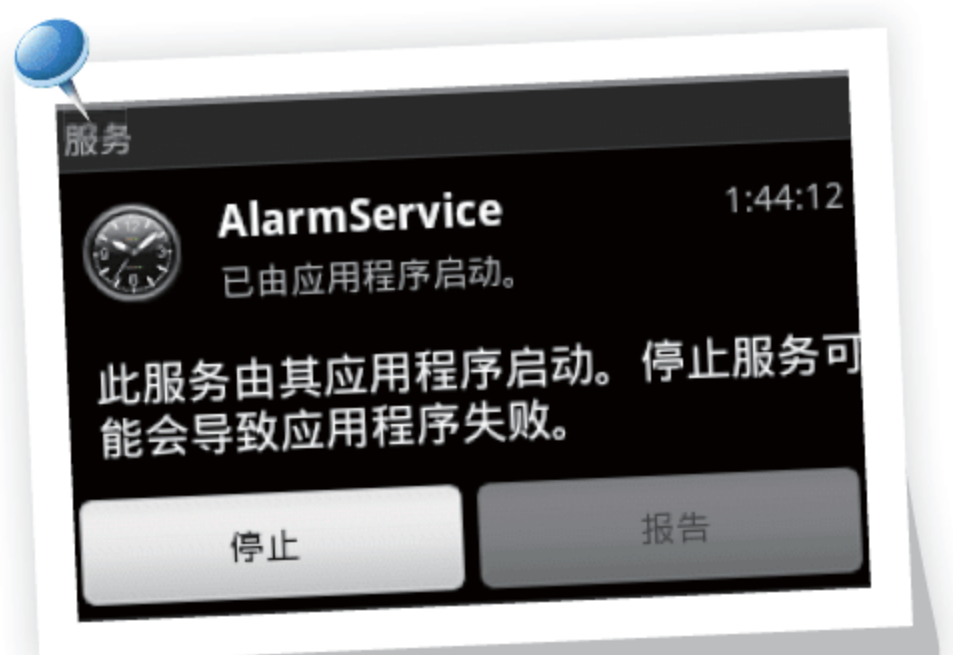 服务
AlarmService
1:44:12
已由应用程序启动。
此服务由其应用程序启动。停止服务可
能会导致应用程序失败。
停止
报告